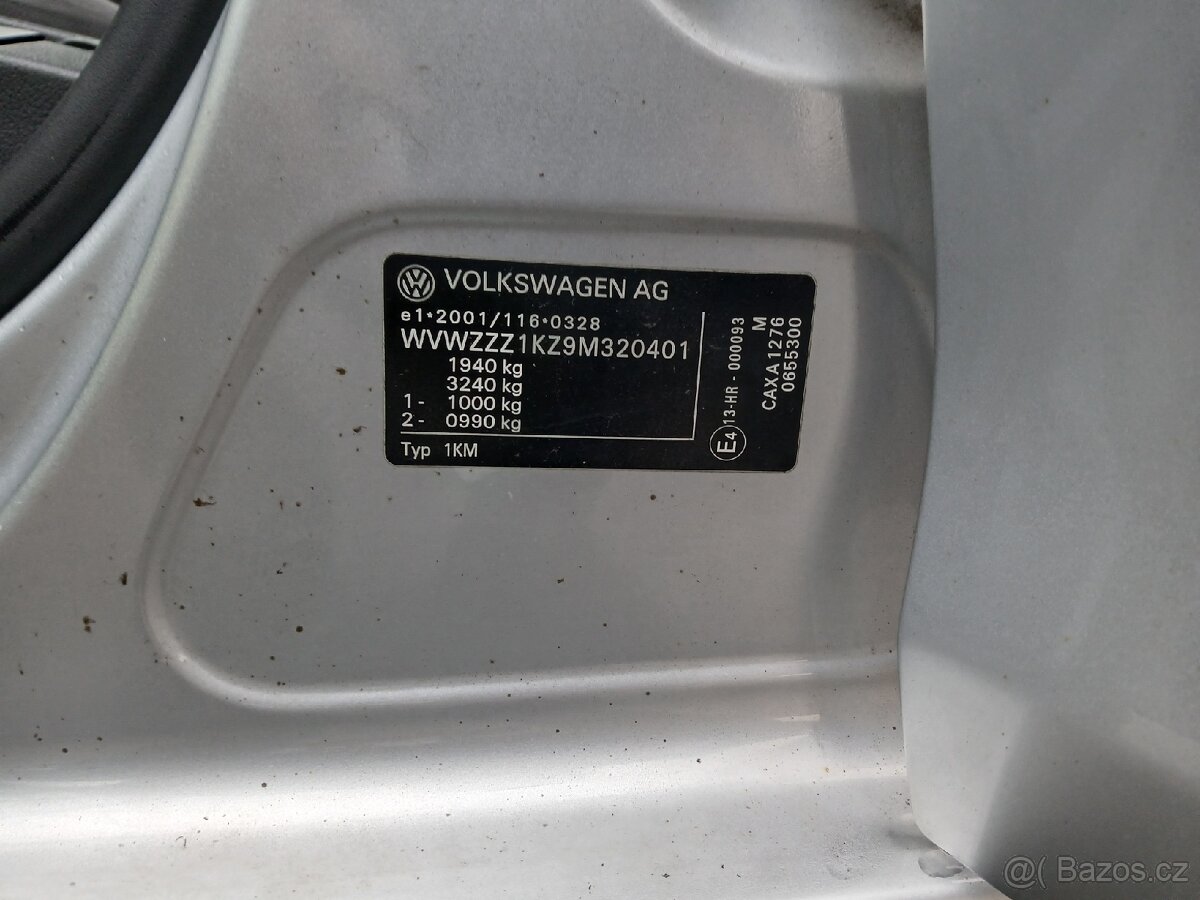 VOLKSWAGEN AG
e1*2001/116*0328
WVWZZZ1KZ9M320401
1940 kg
3240 kg
1- 1000 kg
2- 0990 kg
Typ 1KM
E4 13-HR - 000093
CAXA1276
M
0655300
@( Bazos.cz